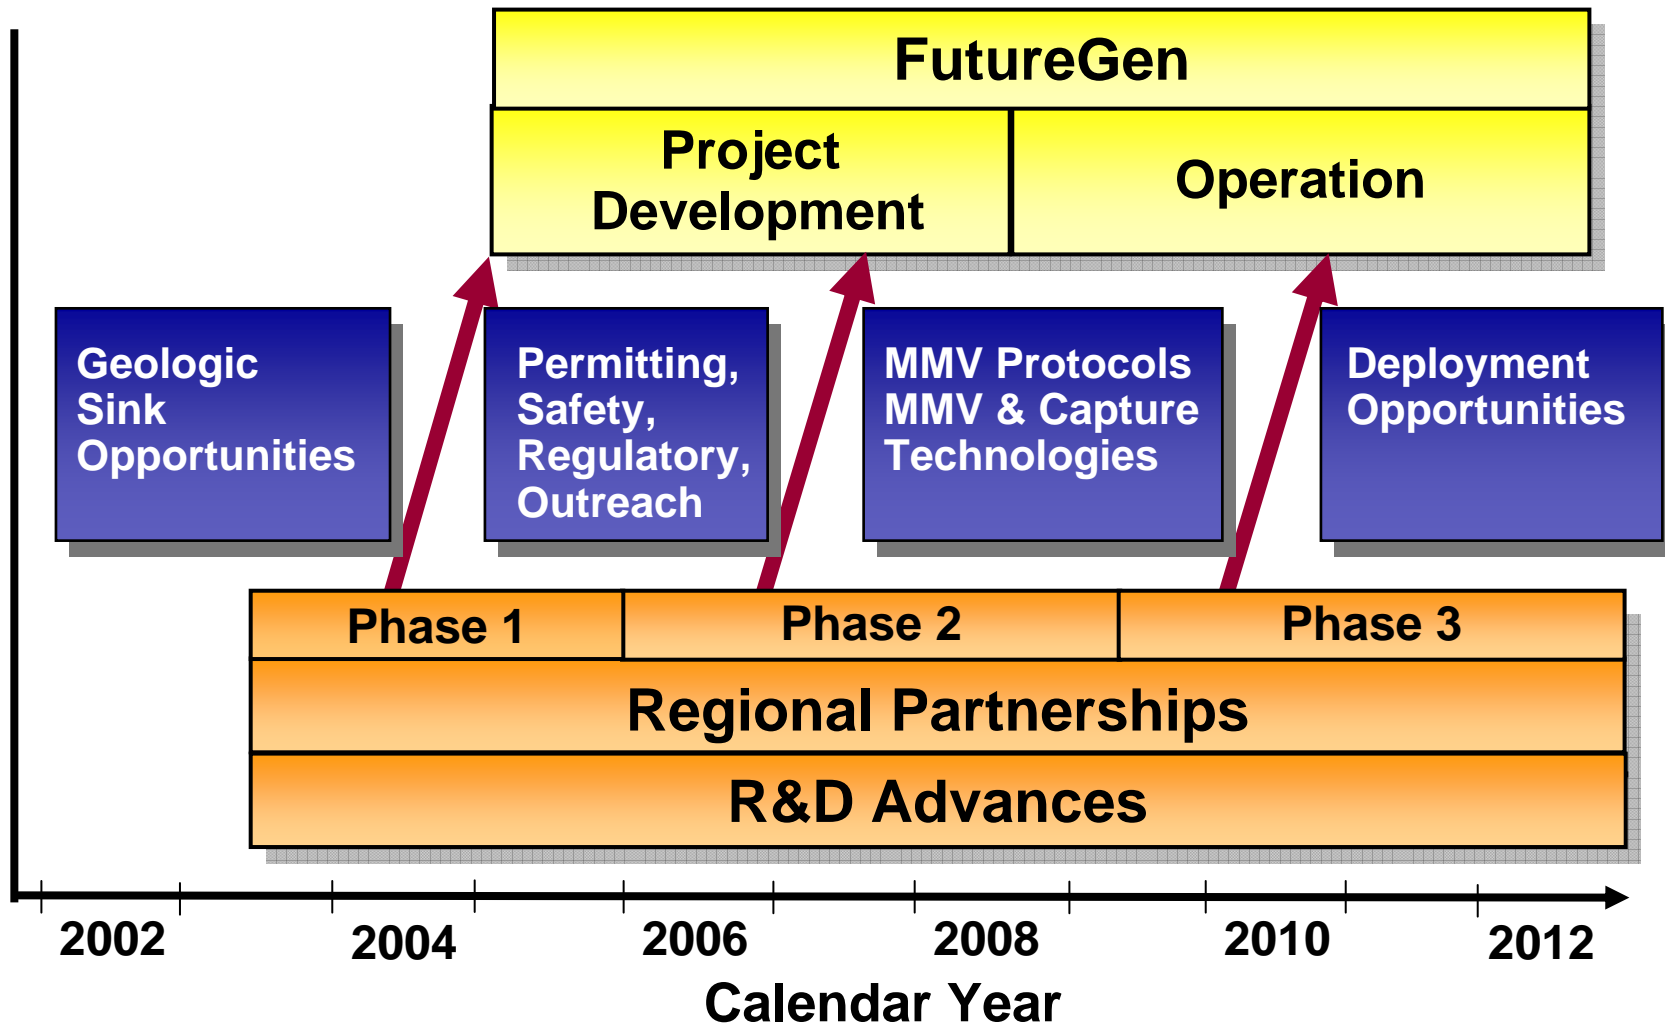 FutureGen
Project
Development
Operation
Geologic
Sink
Opportunities
Permitting,
Safety,
Regulatory,
Outreach
MMV Protocols
MMV & Capture
Technologies
Deployment
Opportunities
Phase 1
Phase 2
Phase 3
Regional Partnerships
R&D Advances
2002
2004
2006
2008
2010
2012
Calendar Year